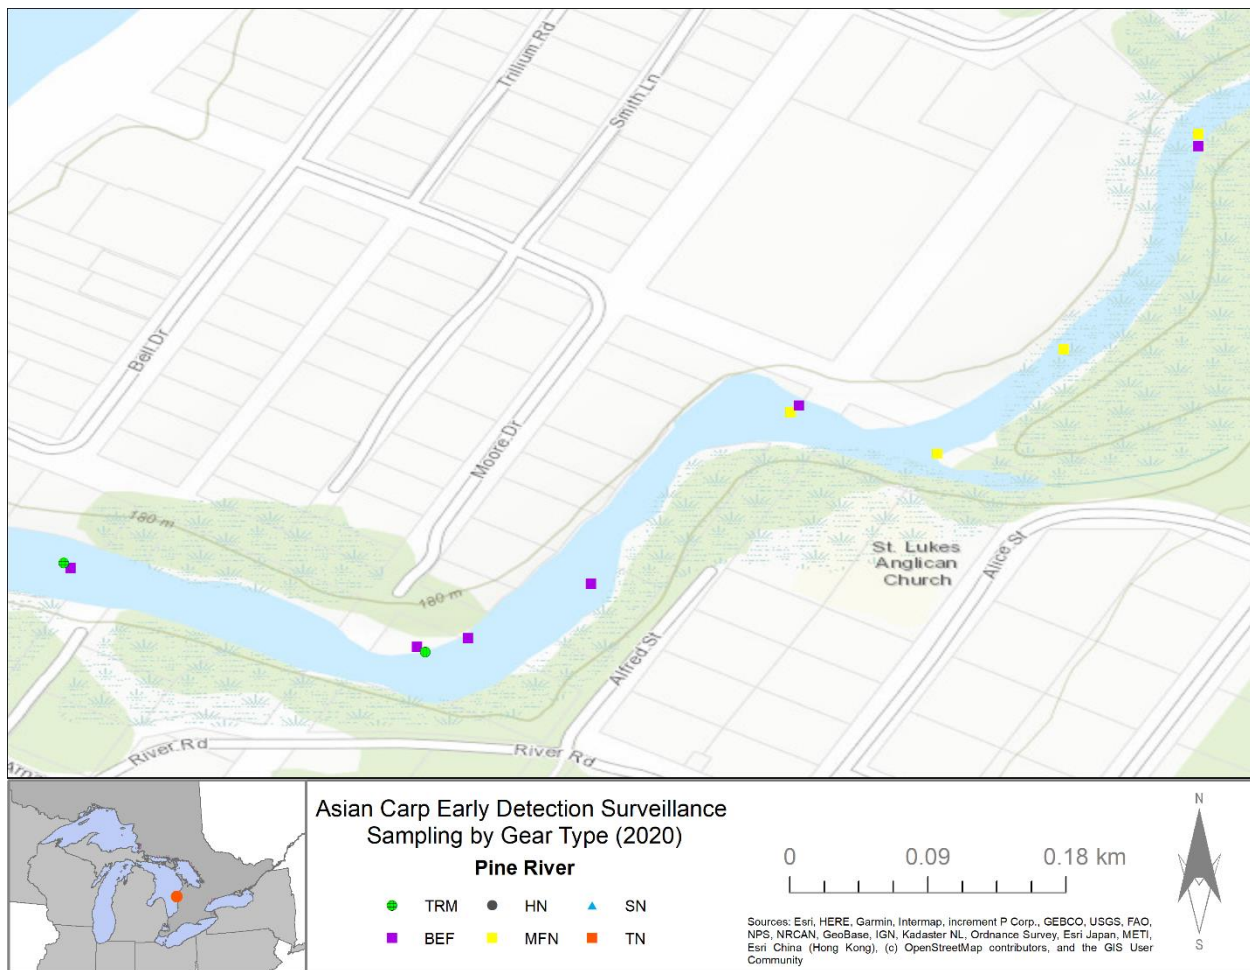 Trillium Rd
Smith Ln
Bell Dr
Moore Dr
180 m
180 m
St. Lukes
Anglican
Church
Alice St
Alfred St
River Rd
River Rd
Asian Carp Early Detection Surveillance
Sampling by Gear Type (2020)
Pine River
TRM HN SN
BEF MFN TN
0 0.09 0.18 km
Sources: Esri, HERE, Garmin, Intermap, increment P Corp., GEBCO, USGS, FAO,
NPS, NRCAN, GeoBase, IGN, Kadaster NL, Ordnance Survey, Esri Japan, METI,
Esri China (Hong Kong), (c) OpenStreetMap contributors, and the GIS User
Community
N
S